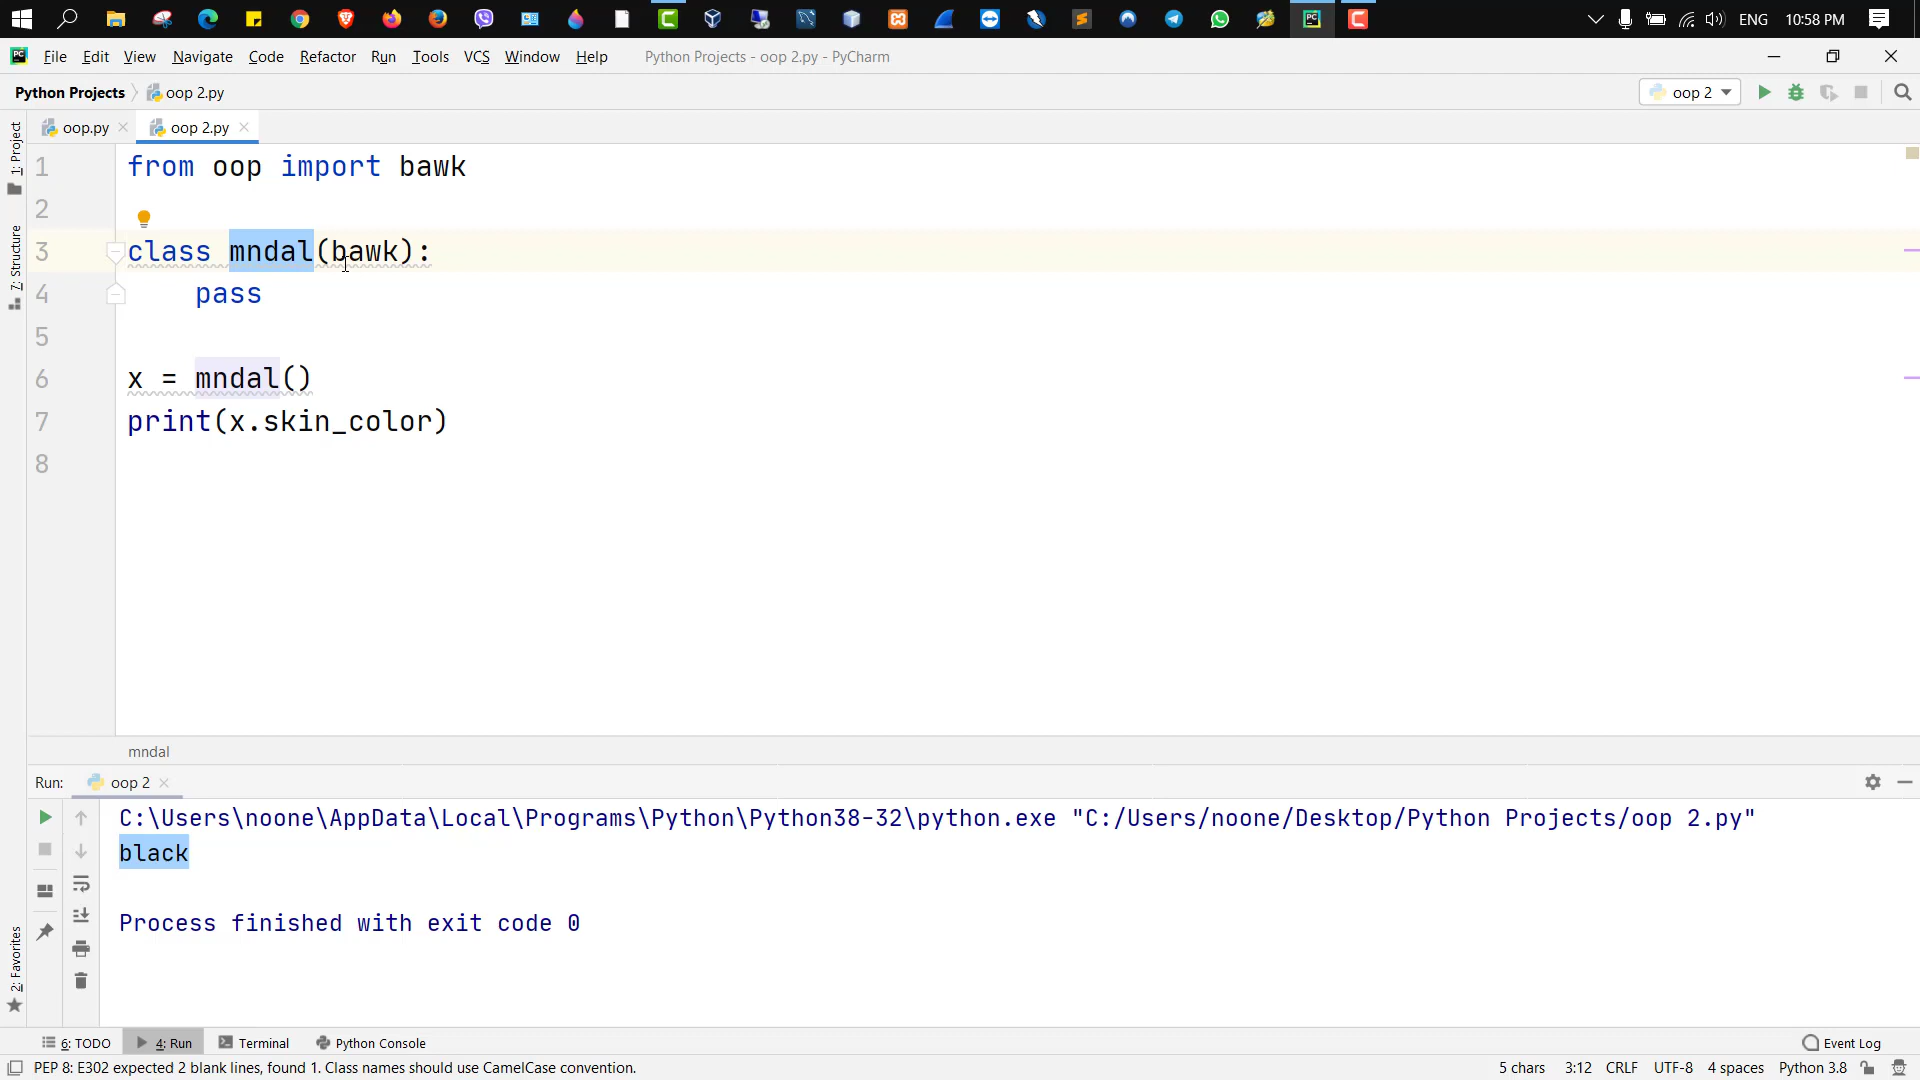 ENG 10:58 PM
File Edit View Navigate Code Refactor Run Tools VCS Window Help Python Projects - oop 2.py - PyCharm
Python Projects oop 2.py oop 2
oop.py oop 2.py
1: Project
7: Structure
2: Favorites
1 from oop import bawk
2
3 class mndal(bawk):
4 pass
5
6 x = mndal()
7 print(x.skin_color)
8
mndal
Run: oop 2
C:\Users\noone\AppData\Local\Programs\Python\Python38-32\python.exe "C:/Users/noone/Desktop/Python Projects/oop 2.py"
black
Process finished with exit code 0
6: TODO 4: Run Terminal Python Console Event Log
PEP 8: E302 expected 2 blank lines, found 1. Class names should use CamelCase convention. 5 chars 3:12 CRLF UTF-8 4 spaces Python 3.8